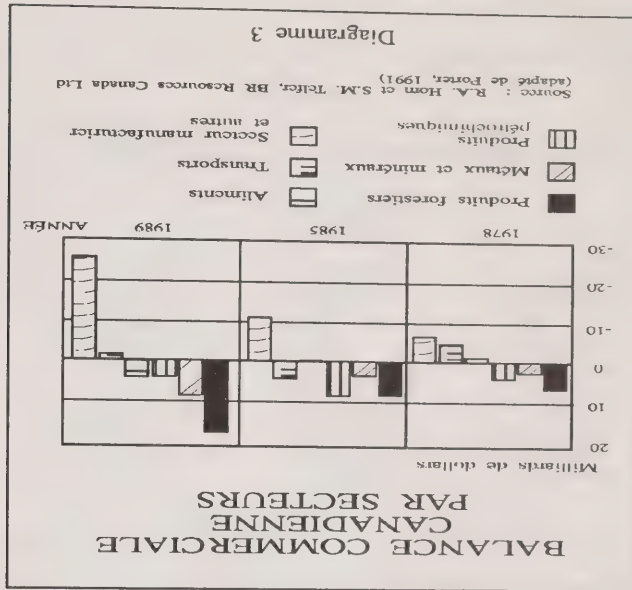 BALANCE COMMERCIALE
CANADIENNE
PAR SECTEURS
Milliards de dollars
20
10
0
-10
-20
-30
1978
1985
1989
ANNÉE
Produits forestiers
Métaux et minéraux
Produits
pétrochimiques
Aliments
Transports
Secteur manufacturier
et autres
Source : R.A. Hom et S.M. Telfer, BR Resources Canada Ltd
(adapté de Porter, 1991)
Diagramme 3